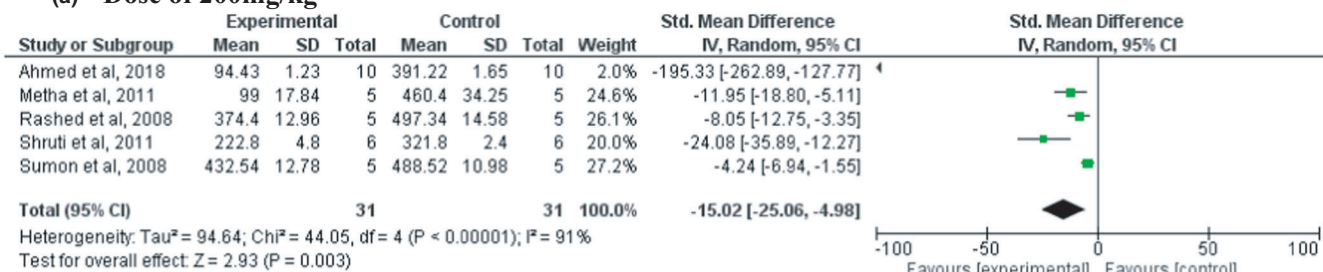 (a) Dose of 200mg/kg
Experimental Control Std. Mean Difference Std. Mean Difference
Study or Subgroup Mean SD Total Mean SD Total Weight IV, Random, 95% CI IV, Random, 95% CI
Ahmed et al, 2018 94.43 1.23 10 391.22 1.65 10 2.0% -195.33 [-262.89, -127.77]
Metha et al, 2011 99 17.84 5 460.4 34.25 5 24.6% -11.95 [-18.80, -5.11]
Rashed et al, 2008 374.4 12.96 5 497.34 14.58 5 26.1% -8.05 [-12.75, -3.35]
Shruti et al, 2011 222.8 4.8 6 321.8 2.4 6 20.0% -24.08 [-35.89, -12.27]
Sumon et al, 2008 432.54 12.78 5 488.52 10.98 5 27.2% -4.24 [-6.94, -1.55]
Total (95% CI) 31 31 100.0% -15.02 [-25.06, -4.98]
Heterogeneity: Tau² = 94.64; Chi² = 44.05, df = 4 (P < 0.00001); I² = 91%
Test for overall effect: Z = 2.93 (P = 0.003)
-100 -50 0 50 100
Favours [experimental] Favours [control]